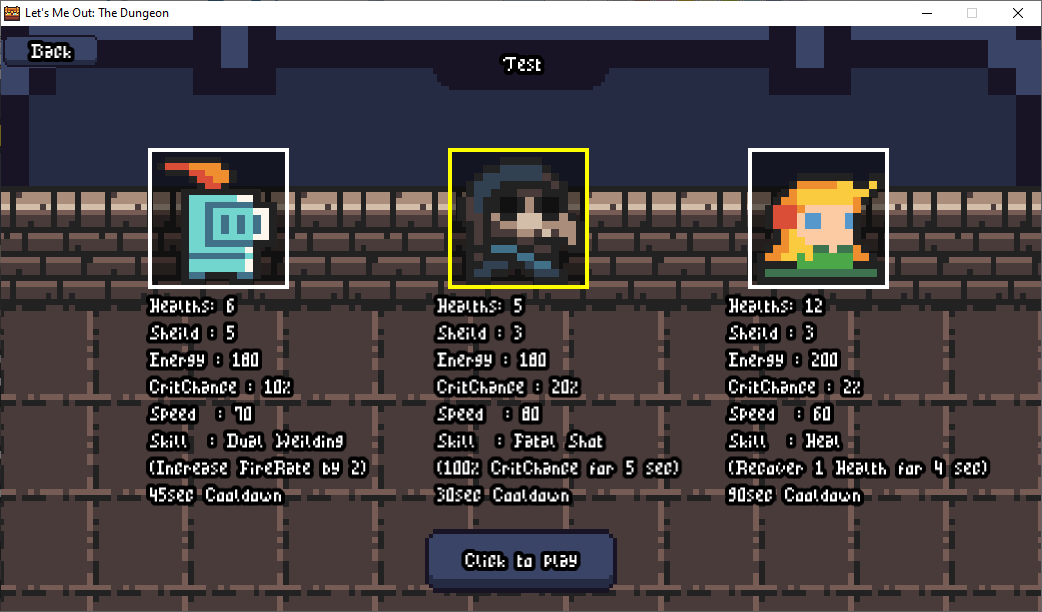 Let's Me Out: The Dungeon
Back
Test
Healths: 6
Sheild : 5
Energy : 180
CritChance : 10%
Speed : 70
Skill : Dual Weilding
(Increase FireRate by 2)
45sec Cooldown
Healths: 5
Sheild : 3
Energy : 180
CritChance : 20%
Speed : 80
Skill : Fatal Shot
(100% CritChance for 5 sec)
30sec Cooldown
Healths: 12
Sheild : 3
Energy : 200
CritChance : 2%
Speed : 60
Skill : Heal
(Recover 1 Health for 4 sec)
90sec Cooldown
Click to play